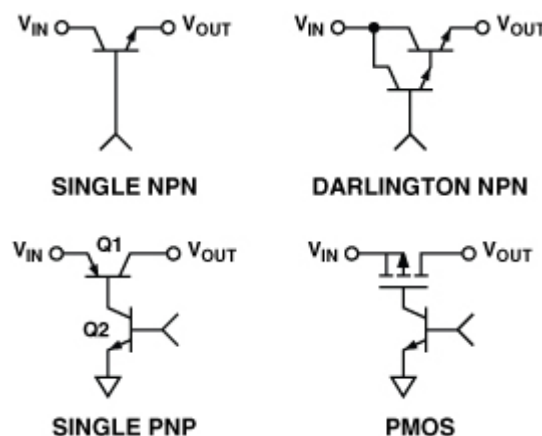 VIN VOUT
SINGLE NPN
VIN VOUT
DARLINGTON NPN
VIN Q1 VOUT
Q2
SINGLE PNP
VIN VOUT
PMOS